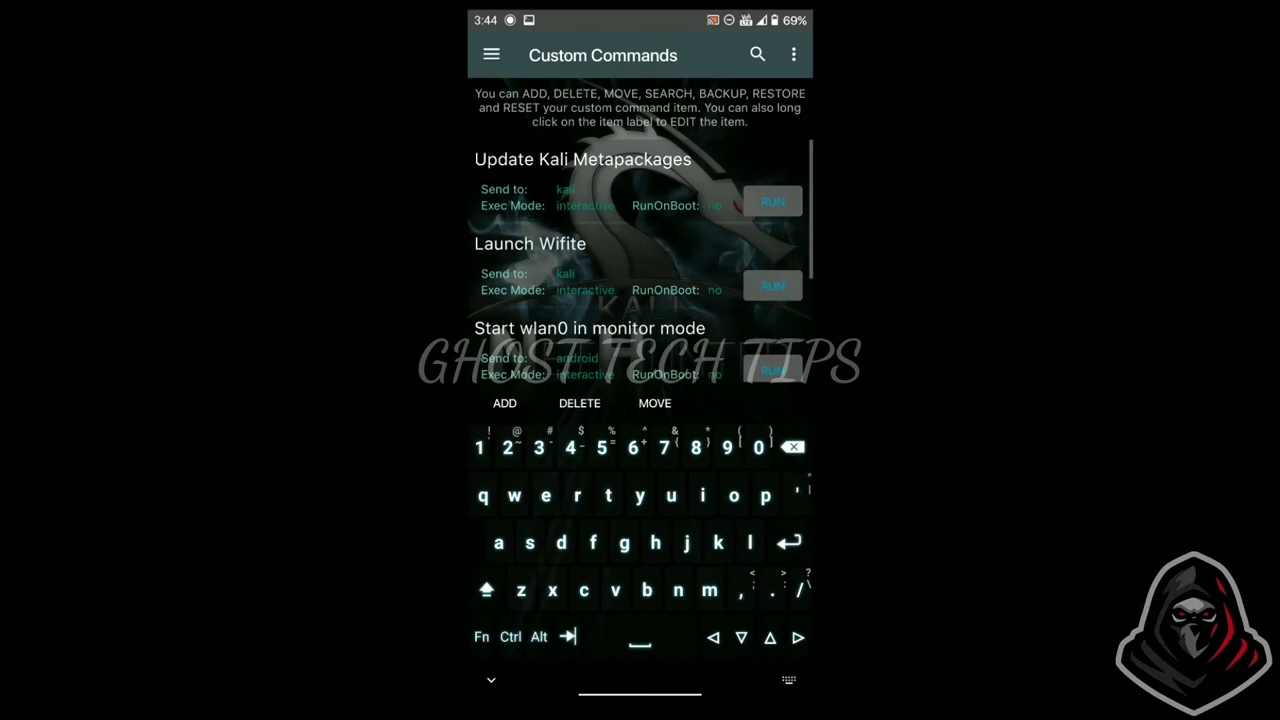 3:44 69%
Custom Commands
You can ADD, DELETE, MOVE, SEARCH, BACKUP, RESTORE
and RESET your custom command item. You can also long
click on the item label to EDIT the item.
Update Kali Metapackages
Send to: kali
Exec Mode: interactive RunOnBoot: no RUN
Launch Wifite
Send to: kali
Exec Mode: interactive RunOnBoot: no RUN
KALI
Start wlan0 in monitor mode
Send to: android
Exec Mode: interactive RunOnBoot: no RUN
GHOST TECH TIPS
ADD DELETE MOVE
! @ # $ % ^ & * ( )
1 2 3 4 5 6 7 8 9 0
q w e r t y u i o p '
a s d f g h j k l
z x c v b n m , . /
Fn Ctrl Alt